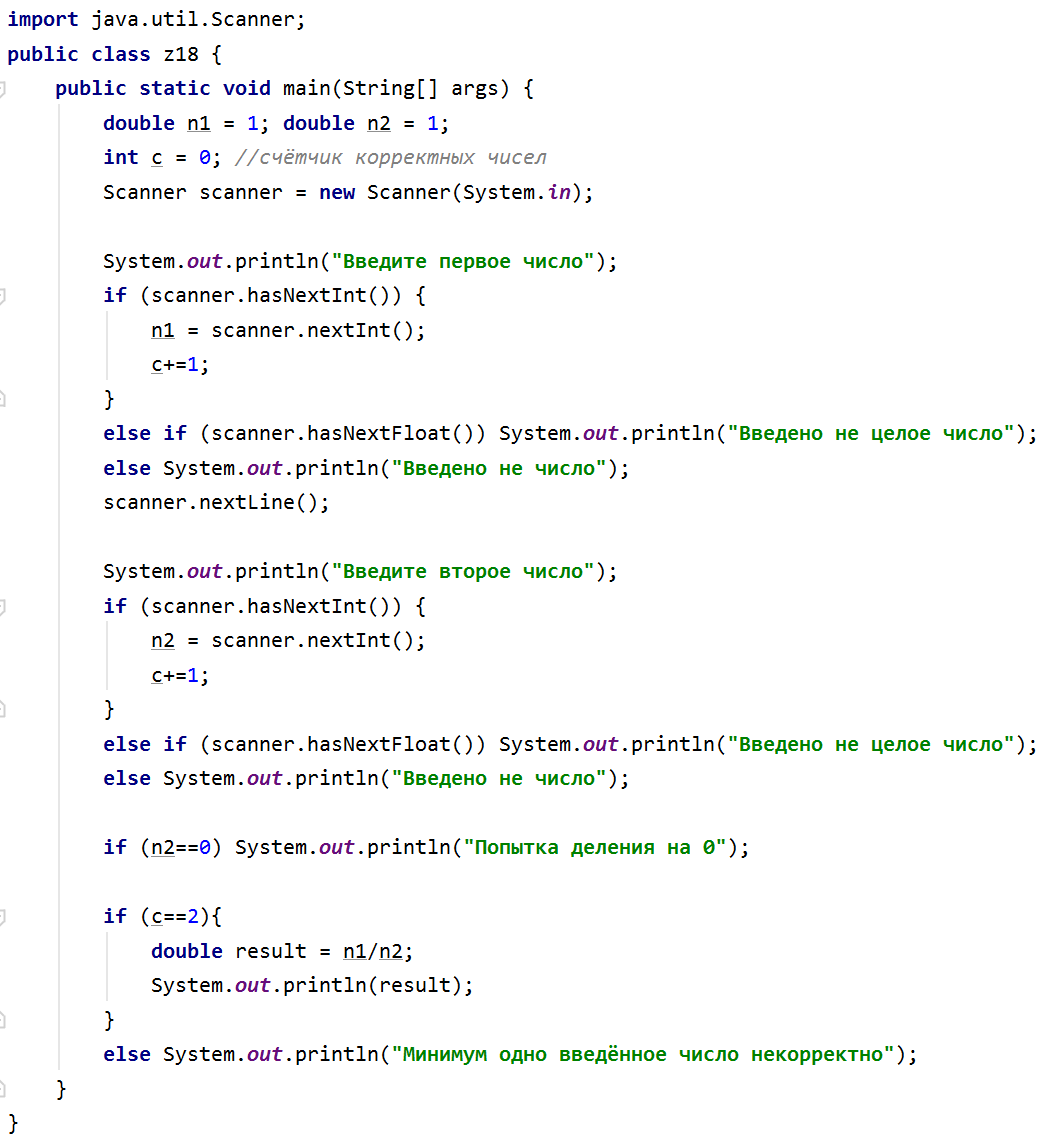 import java.util.Scanner;
public class z18 {
    public static void main(String[] args) {
        double n1 = 1; double n2 = 1;
        int c = 0; //счётчик корректных чисел
        Scanner scanner = new Scanner(System.in);

        System.out.println("Введите первое число");
        if (scanner.hasNextInt()) {
            n1 = scanner.nextInt();
            c+=1;
        }
        else if (scanner.hasNextFloat()) System.out.println("Введено не целое число");
        else System.out.println("Введено не число");
        scanner.nextLine();

        System.out.println("Введите второе число");
        if (scanner.hasNextInt()) {
            n2 = scanner.nextInt();
            c+=1;
        }
        else if (scanner.hasNextFloat()) System.out.println("Введено не целое число");
        else System.out.println("Введено не число");

        if (n2==0) System.out.println("Попытка деления на 0");

        if (c==2){
            double result = n1/n2;
            System.out.println(result);
        }
        else System.out.println("Минимум одно введённое число некорректно");
    }
}